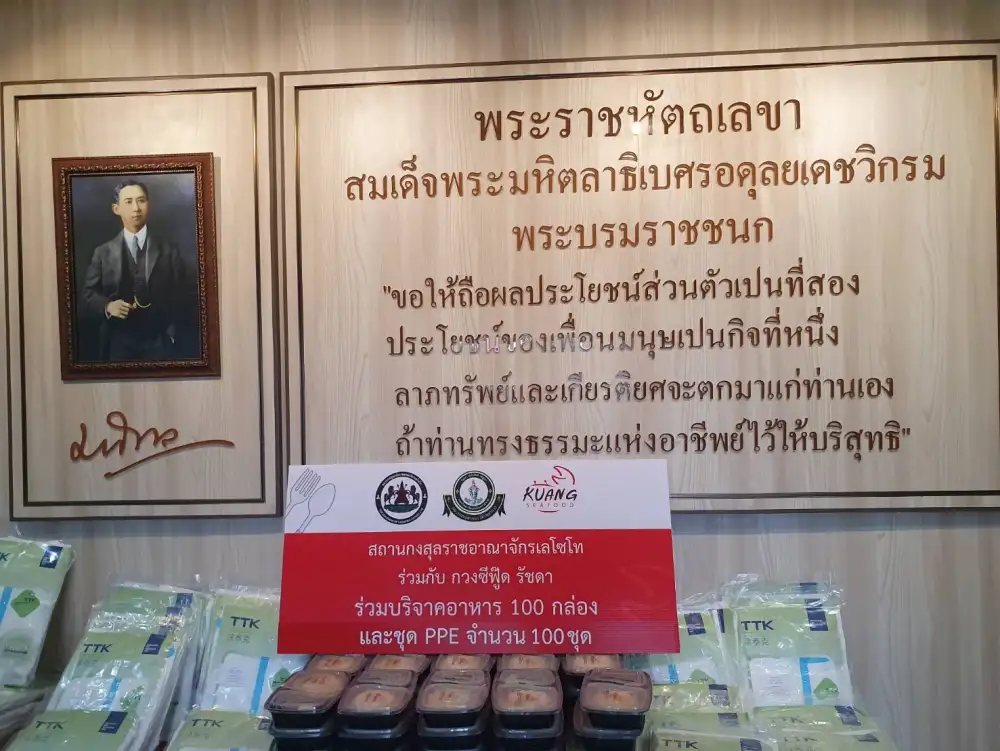 พระราชหัตถเลขา
สมเด็จพระมหิตลาธิเบศรอดุลยเดชวิกรม
พระบรมราชชนก
"ขอให้ถือผลประโยชน์ส่วนตัวเปนที่สอง
ประโยชน์ของเพื่อนมนุษเปนกิจที่หนึ่ง
ลาภทรัพย์และเกียรติยศจะตกมาแก่ท่านเอง
ถ้าท่านทรงธรรมะแห่งอาชีพย์ไว้ให้บริสุทธิ"
KUANG
SEAFOOD
สถานกงสุลราชอาณาจักรเลโซโท
ร่วมกับ กวงซีฟู๊ด รัชดา
ร่วมบริจาคอาหาร 100 กล่อง
และชุด PPE จำนวน 100 ชุด
TTK
TTK
TTK
TTK
TTK
TTK
TTK
TTK